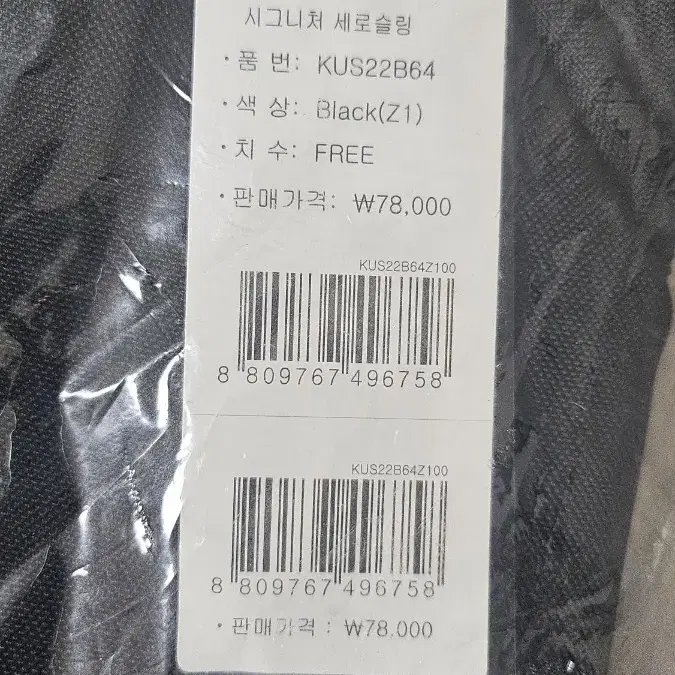 시그니처 세로슬링
· 품 번: KUS22B64
· 색 상: Black(Z1)
· 치 수: FREE
· 판매가격: ₩78,000
KUS22B64Z100
8 809767 496758
KUS22B64Z100
8 809767 496758
· 판매가격 : ₩78,000